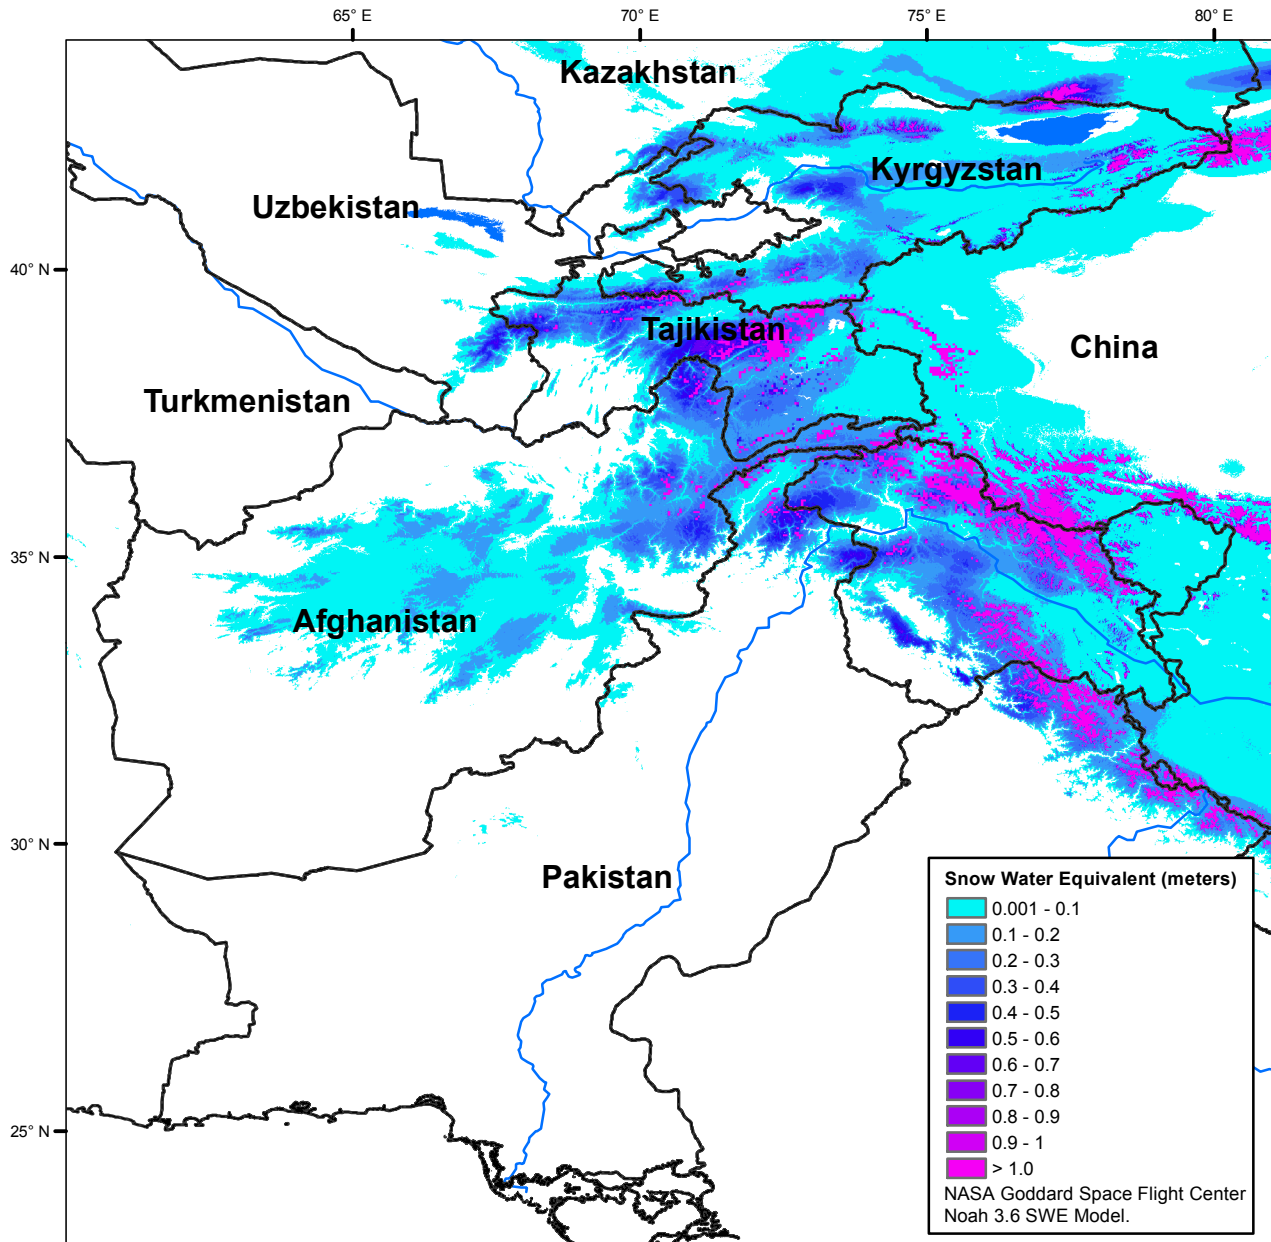 65° E
70° E
75° E
80° E
Kazakhstan
Kyrgyzstan
Uzbekistan
40° N
Tajikistan
China
Turkmenistan
35° N
Afghanistan
30° N
Pakistan
25° N
Snow Water Equivalent (meters)
0.001 - 0.1
0.1 - 0.2
0.2 - 0.3
0.3 - 0.4
0.4 - 0.5
0.5 - 0.6
0.6 - 0.7
0.7 - 0.8
0.8 - 0.9
0.9 - 1
> 1.0
NASA Goddard Space Flight Center
Noah 3.6 SWE Model.